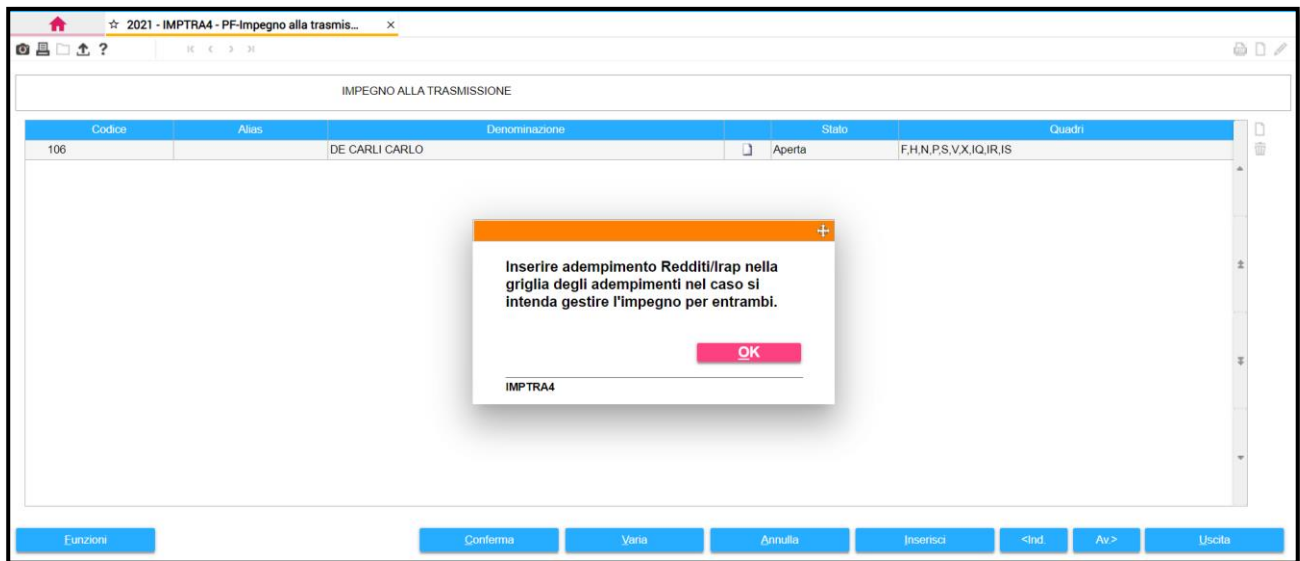 ☆ 2021 - IMPTRA4 - PF-Impegno alla trasmis... ×
?
IMPEGNO ALLA TRASMISSIONE
Codice Alias Denominazione Stato Quadri
106 DE CARLI CARLO Aperta F,H,N,P,S,V,X,IQ,IR,IS
Inserire adempimento Redditi/Irap nella
griglia degli adempimenti nel caso si
intenda gestire l'impegno per entrambi.
OK
IMPTRA4
Funzioni Conferma Varia Annulla Inserisci <Ind. Av.> Uscita